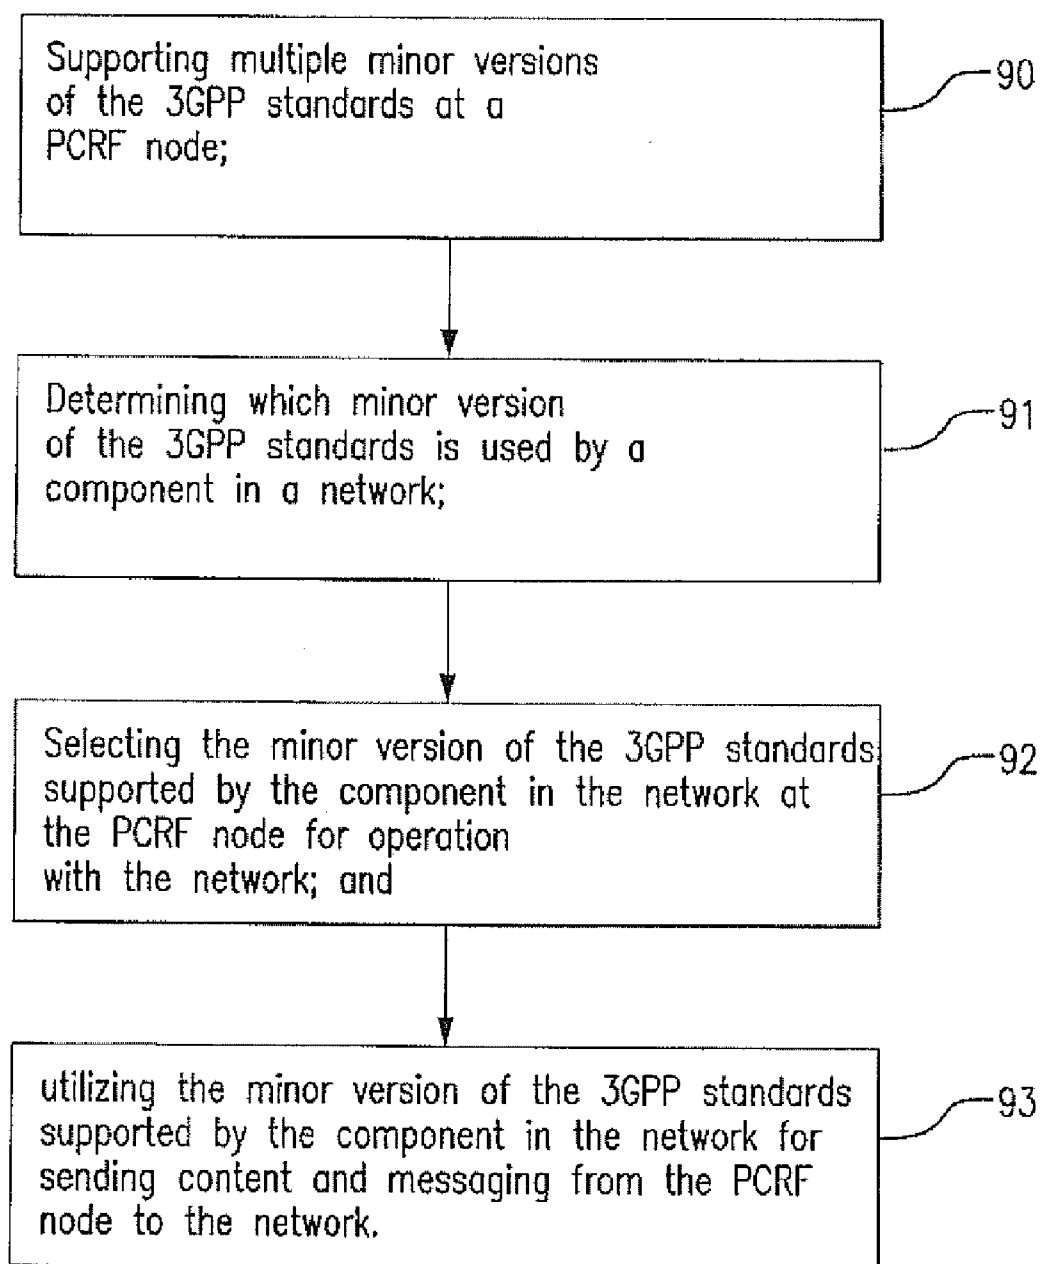 Supporting multiple minor versions
of the 3GPP standards at a
PCRF node;
90
Determining which minor version
of the 3GPP standards is used by a
component in a network;
91
Selecting the minor version of the 3GPP standards
supported by the component in the network at
the PCRF node for operation
with the network; and
92
utilizing the minor version of the 3GPP standards
supported by the component in the network for
sending content and messaging from the PCRF
node to the network.
93